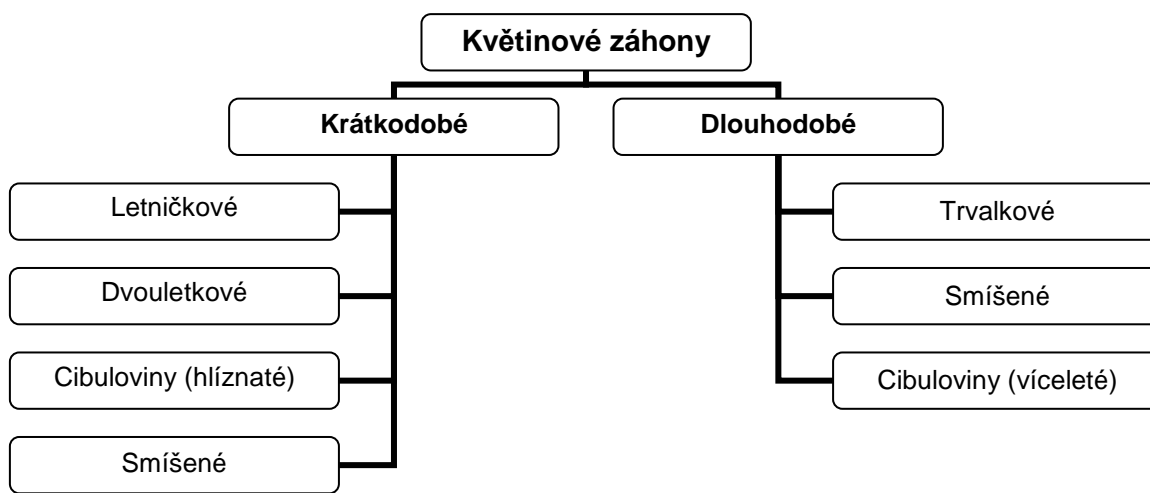 Květinové záhony
Krátkodobé
Dlouhodobé
Letničkové
Dvouletkové
Cibuloviny (hlíznaté)
Smíšené
Trvalkové
Smíšené
Cibuloviny (víceleté)